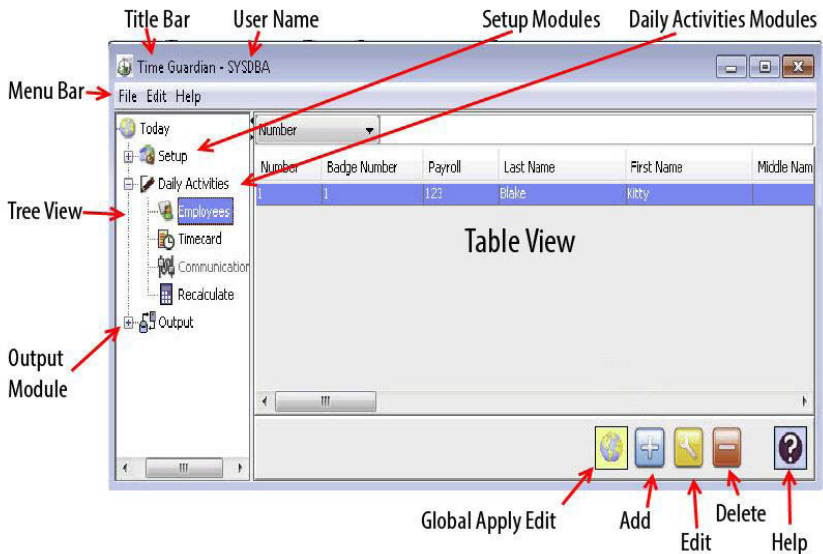 Title Bar User Name Setup Modules Daily Activities Modules
Time Guardian - SYSDBA
Menu Bar
File Edit Help
Today
Number
Setup
Number Badge Number Payroll Last Name First Name Middle Nam
Daily Activities
1 1 123 Blake Kitty
Tree View
Employees
Timecard
Table View
Communication
Recalculate
Output
Output
Module
Global Apply Edit Add Edit Delete Help